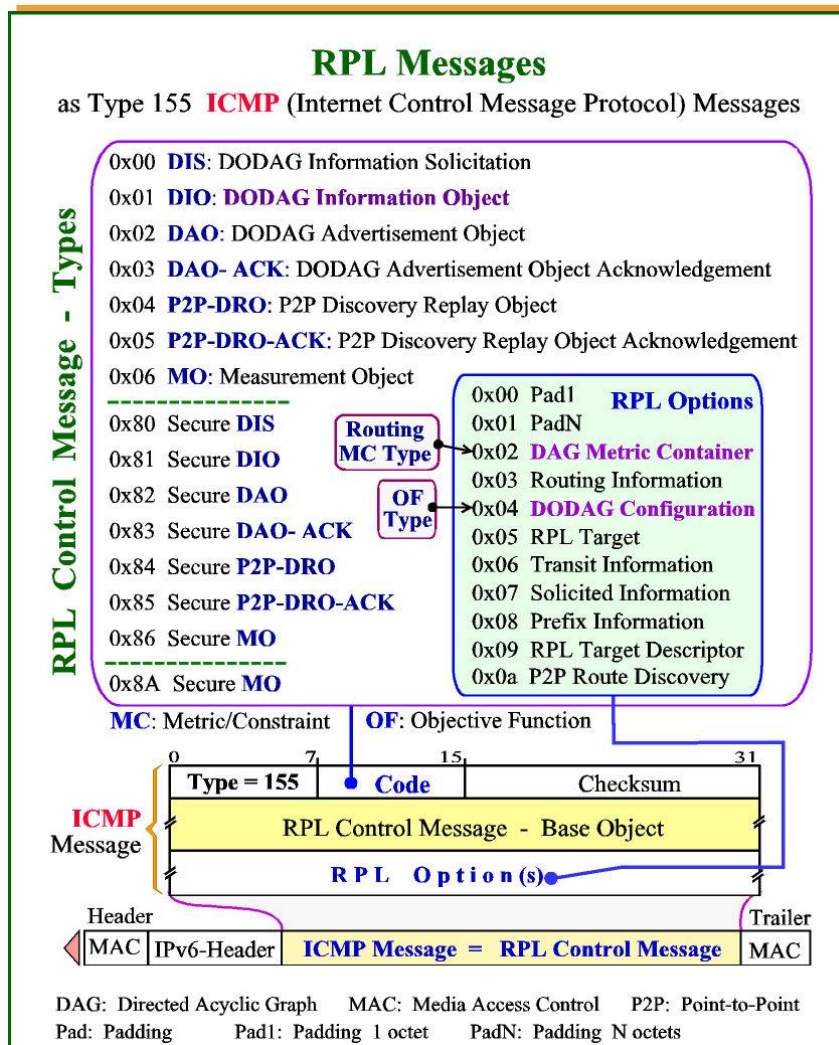 RPL Messages
as Type 155 ICMP (Internet Control Message Protocol) Messages
RPL Control Message - Types
0x00 DIS: DODAG Information Solicitation
0x01 DIO: DODAG Information Object
0x02 DAO: DODAG Advertisement Object
0x03 DAO- ACK: DODAG Advertisement Object Acknowledgement
0x04 P2P-DRO: P2P Discovery Replay Object
0x05 P2P-DRO-ACK: P2P Discovery Replay Object Acknowledgement
0x06 MO: Measurement Object
0x80 Secure DIS
0x81 Secure DIO
0x82 Secure DAO
0x83 Secure DAO- ACK
0x84 Secure P2P-DRO
0x85 Secure P2P-DRO-ACK
0x86 Secure MO
0x8A Secure MO
Routing
MC Type
OF
Type
RPL Options
0x00 Pad1
0x01 PadN
0x02 DAG Metric Container
0x03 Routing Information
0x04 DODAG Configuration
0x05 RPL Target
0x06 Transit Information
0x07 Solicited Information
0x08 Prefix Information
0x09 RPL Target Descriptor
0x0a P2P Route Discovery
MC: Metric/Constraint OF: Objective Function
0 7 15 31
Type = 155 Code Checksum
ICMP
Message
RPL Control Message - Base Object
RPL Option(s)
Header Trailer
MAC IPv6-Header ICMP Message = RPL Control Message MAC
DAG: Directed Acyclic Graph MAC: Media Access Control P2P: Point-to-Point
Pad: Padding Pad1: Padding 1 octet PadN: Padding N octets